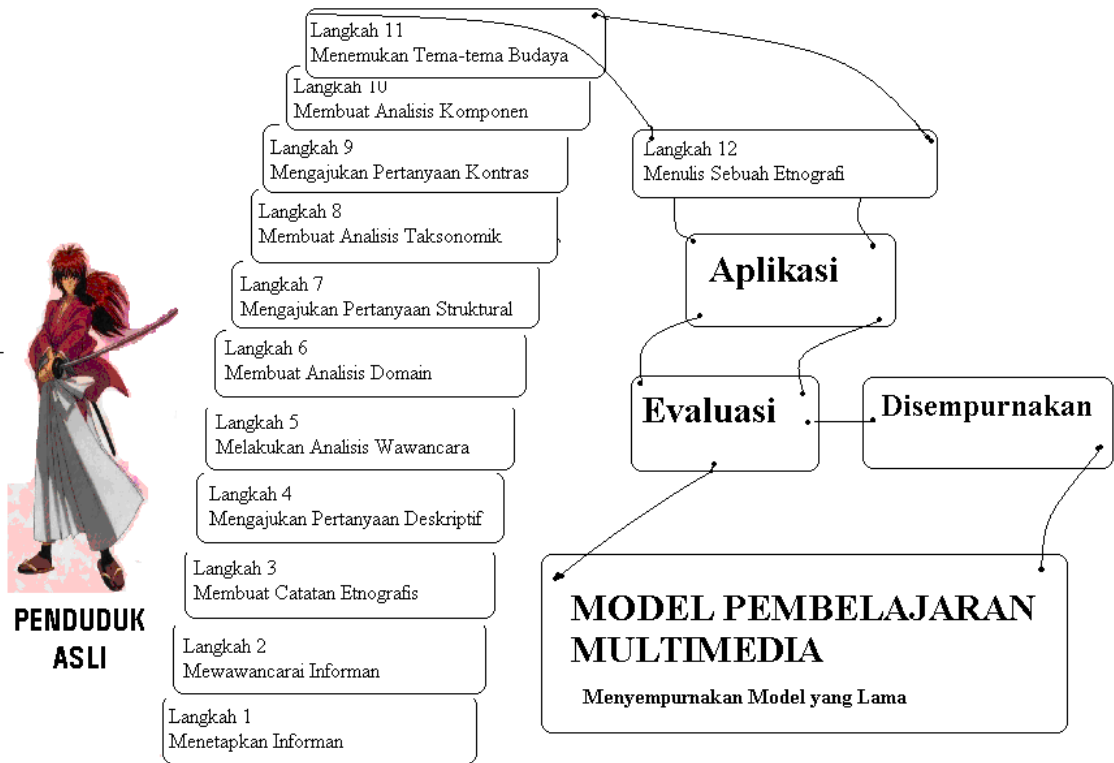 Langkah 11
Menemukan Tema-tema Budaya
Langkah 10
Membuat Analisis Komponen
Langkah 9
Mengajukan Pertanyaan Kontras
Langkah 8
Membuat Analisis Taksonomik
Langkah 7
Mengajukan Pertanyaan Struktural
Langkah 6
Membuat Analisis Domain
Langkah 5
Melakukan Analisis Wawancara
Langkah 4
Mengajukan Pertanyaan Deskriptif
Langkah 3
Membuat Catatan Etnografis
Langkah 2
Mewawancarai Informan
Langkah 1
Menetapkan Informan
PENDUDUK
ASLI
Langkah 12
Menulis Sebuah Etnografi
Aplikasi
Evaluasi
Disempurnakan
MODEL PEMBELAJARAN
MULTIMEDIA
Menyempurnakan Model yang Lama